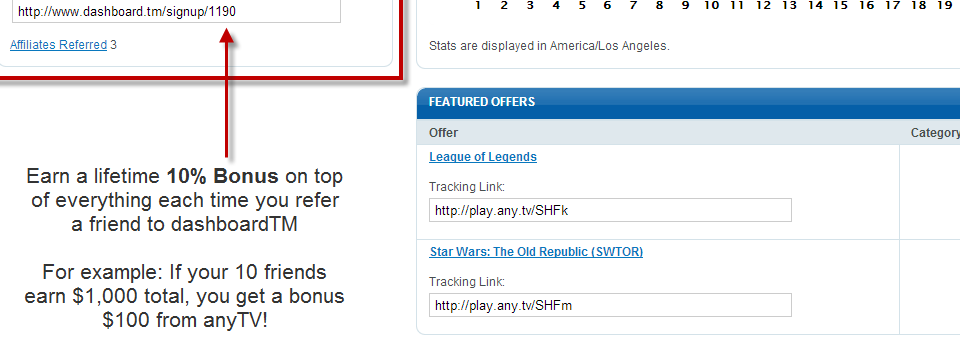 http://www.dashboard.tm/signup/1190
Affiliates Referred 3
Earn a lifetime 10% Bonus on top
of everything each time you refer
a friend to dashboardTM
For example: If your 10 friends
earn $1,000 total, you get a bonus
$100 from anyTV!
1 2 3 4 5 6 7 8 9 10 11 12 13 14 15 16 17 18 19
Stats are displayed in America/Los Angeles.
FEATURED OFFERS
Offer Category
League of Legends
Tracking Link:
http://play.any.tv/SHFk
Star Wars: The Old Republic (SWTOR)
Tracking Link:
http://play.any.tv/SHFm